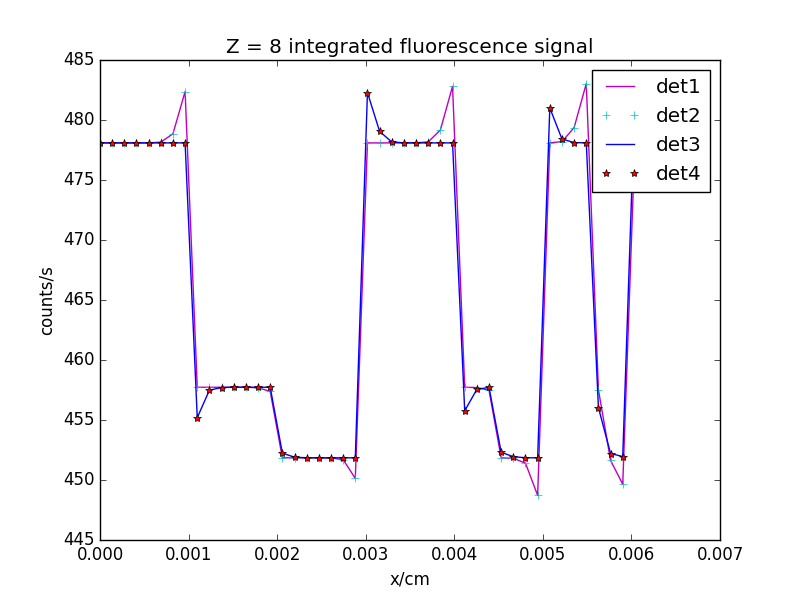 Z = 8 integrated fluorescence signal
485
480
475
470
465
460
455
450
445
counts/s
det1
det2
det3
det4
0.000 0.001 0.002 0.003 0.004 0.005 0.006 0.007
x/cm